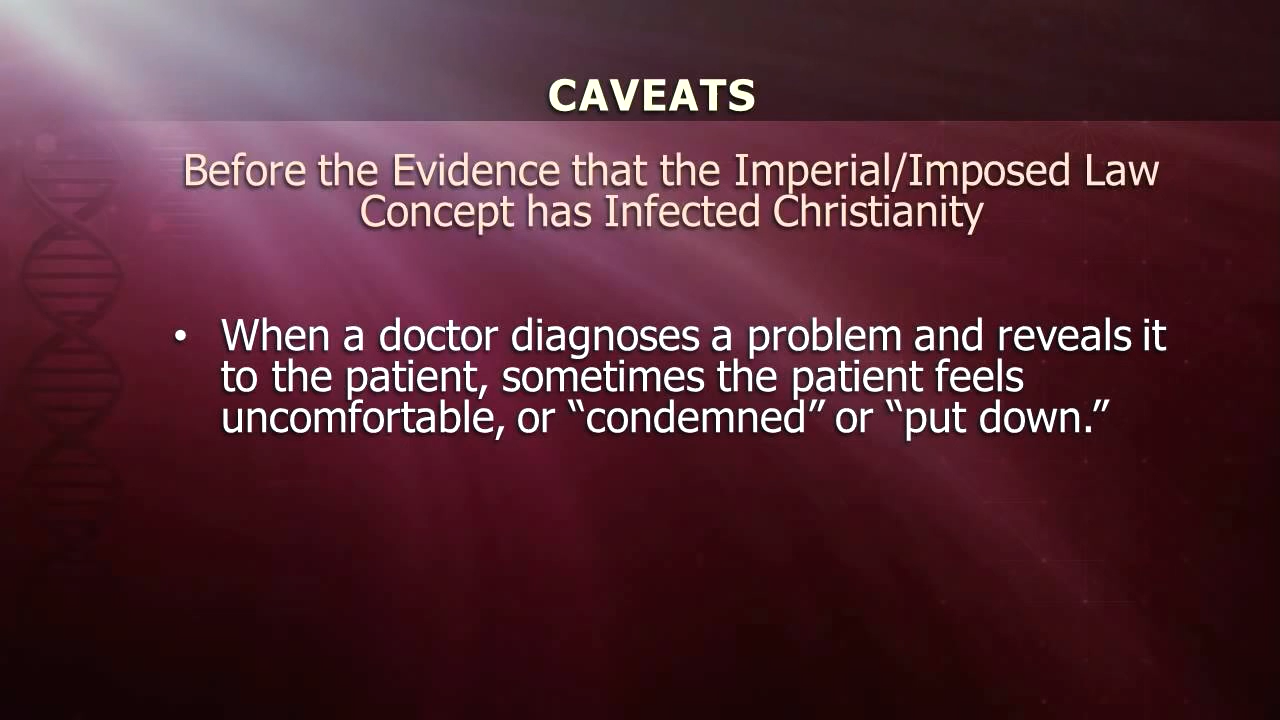 CAVEATS
Before the Evidence that the Imperial/Imposed Law
Concept has Infected Christianity
• When a doctor diagnoses a problem and reveals it
to the patient, sometimes the patient feels
uncomfortable, or “condemned” or “put down.”